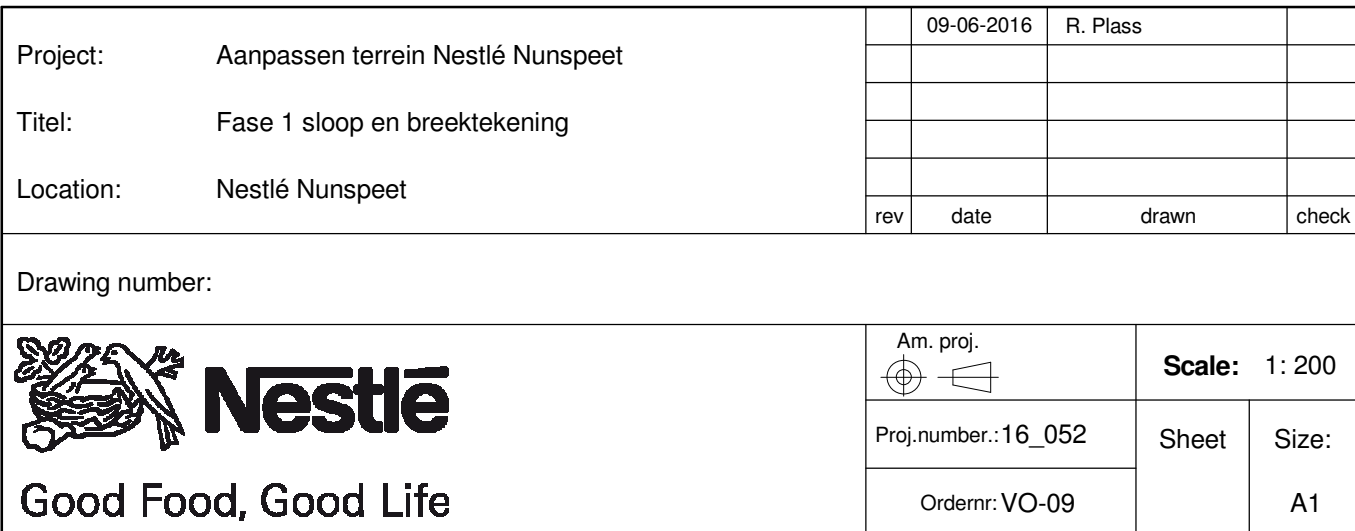 Project: Aanpassen terrein Nestlé Nunspeet
Titel: Fase 1 sloop en breektekening
Location: Nestlé Nunspeet
09-06-2016 R. Plass
rev date drawn check
Drawing number:
Nestlé
Good Food, Good Life
Am. proj.
Scale: 1: 200
Proj.number.: 16_052
Sheet
Size:
Ordernr: VO-09
A1